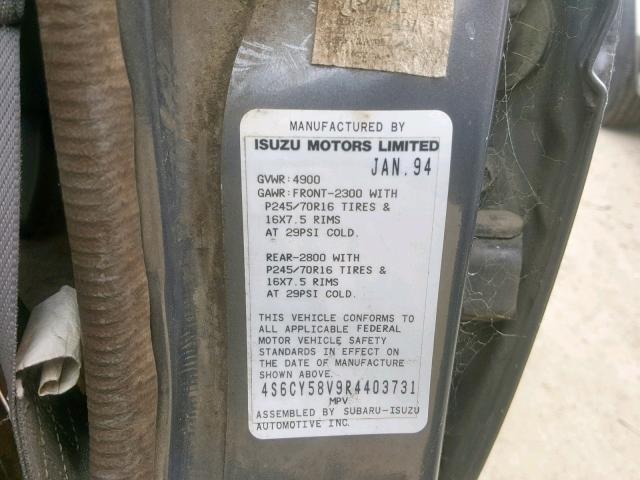 MANUFACTURED BY
ISUZU MOTORS LIMITED
JAN. 94
GVWR: 4900
GAWR: FRONT-2300 WITH
P245/70R16 TIRES &
16X7.5 RIMS
AT 29PSI COLD.
REAR-2800 WITH
P245/70R16 TIRES &
16X7.5 RIMS
AT 29PSI COLD.
THIS VEHICLE CONFORMS TO
ALL APPLICABLE FEDERAL
MOTOR VEHICLE SAFETY
STANDARDS IN EFFECT ON
THE DATE OF MANUFACTURE
SHOWN ABOVE.
4S6CY58V9R4403731
MPV
ASSEMBLED BY SUBARU-ISUZU
AUTOMOTIVE INC.